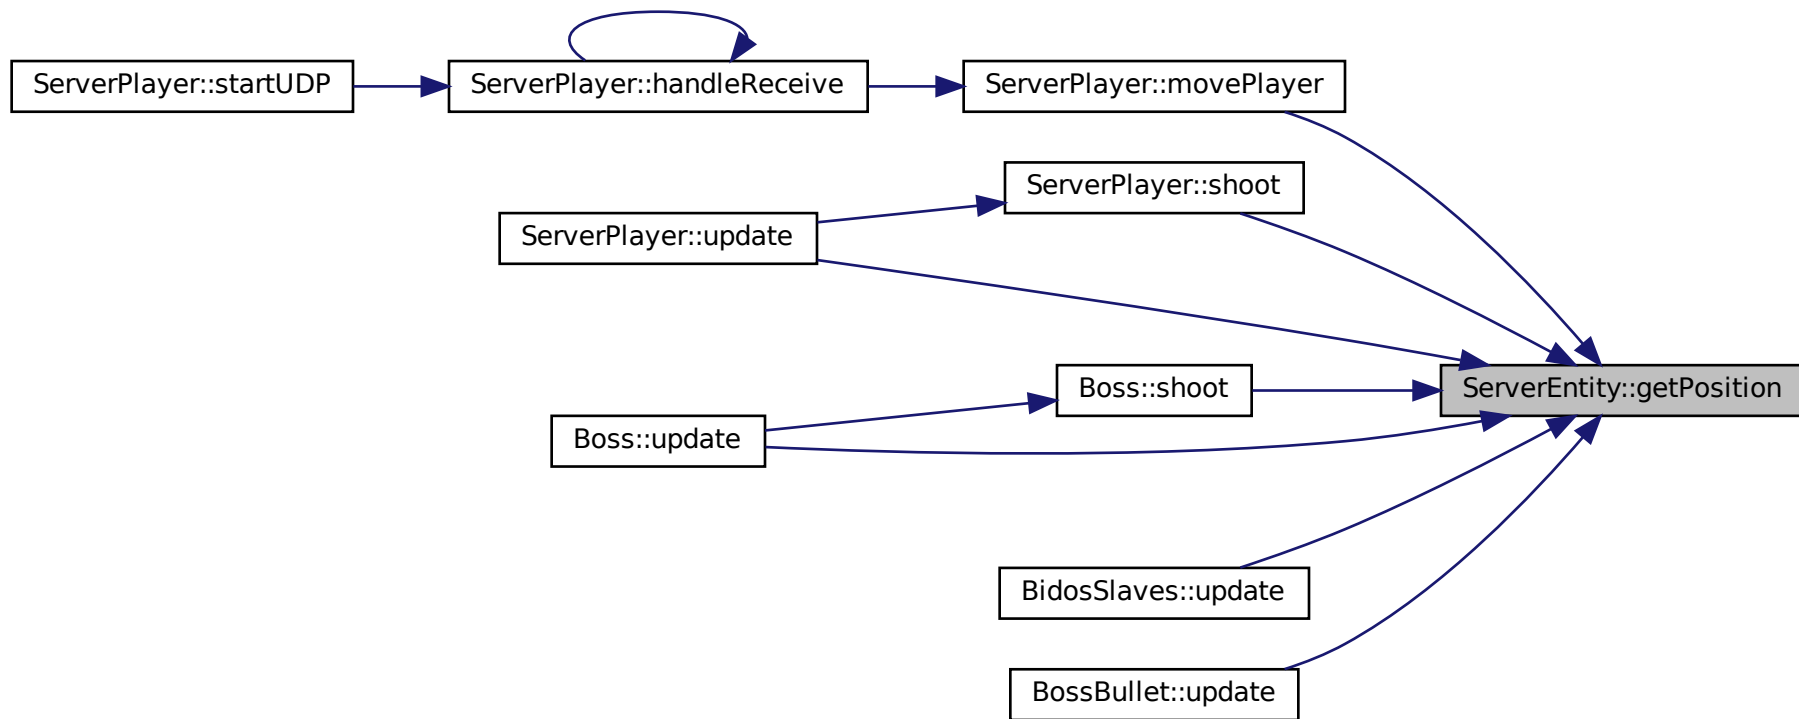 ServerPlayer::startUDP
ServerPlayer::handleReceive
ServerPlayer::movePlayer
ServerPlayer::shoot
ServerPlayer::update
ServerEntity::getPosition
Boss::shoot
Boss::update
BidosSlaves::update
BossBullet::update